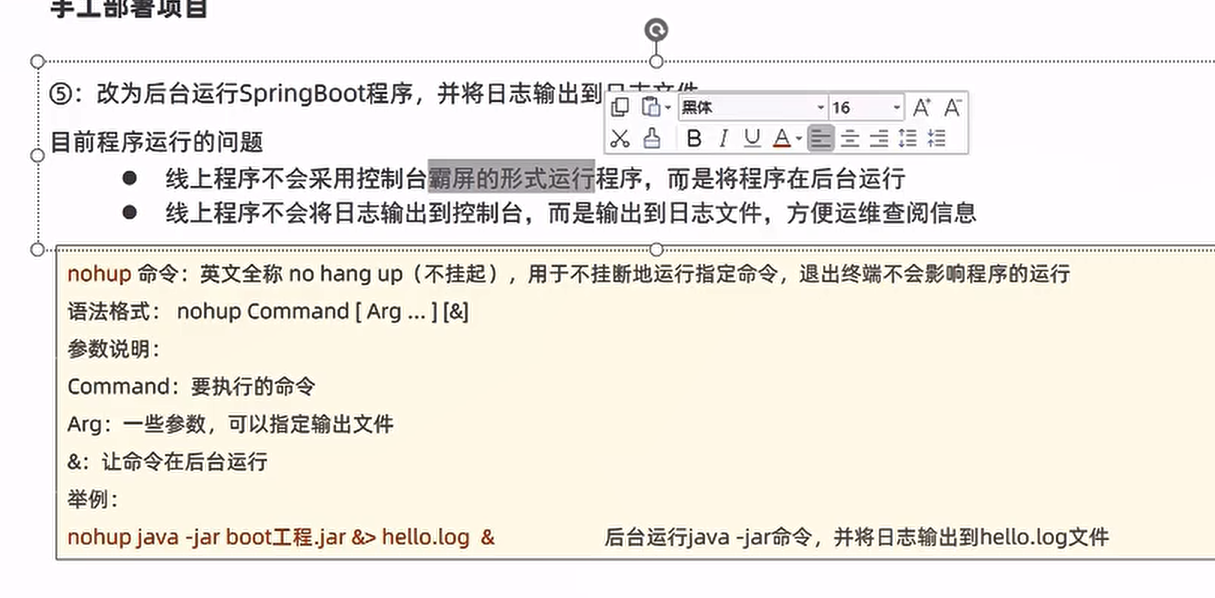 手工部署项目
⑤：改为后台运行SpringBoot程序，并将日志输出到日志文件
黑体 16 A+ A-
B I U A
目前程序运行的问题
● 线上程序不会采用控制台霸屏的形式运行程序，而是将程序在后台运行
● 线上程序不会将日志输出到控制台，而是输出到日志文件，方便运维查阅信息
nohup 命令：英文全称 no hang up（不挂起），用于不挂断地运行指定命令，退出终端不会影响程序的运行
语法格式： nohup Command [ Arg … ] [&]
参数说明：
Command：要执行的命令
Arg：一些参数，可以指定输出文件
&：让命令在后台运行
举例：
nohup java -jar boot工程.jar &> hello.log & 后台运行java -jar命令，并将日志输出到hello.log文件